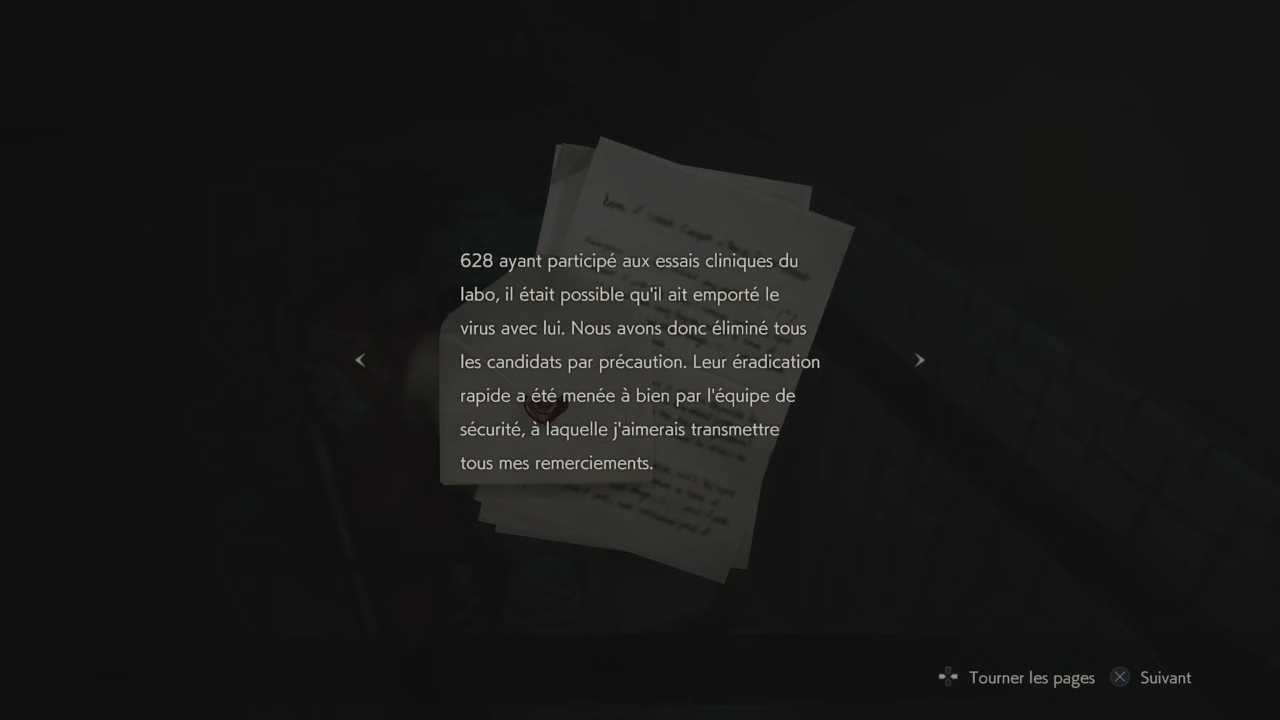 628 ayant participé aux essais cliniques du
labo, il était possible qu'il ait emporté le
virus avec lui. Nous avons donc éliminé tous
les candidats par précaution. Leur éradication
rapide a été menée à bien par l'équipe de
sécurité, à laquelle j'aimerais transmettre
tous mes remerciements.
Tourner les pages
Suivant